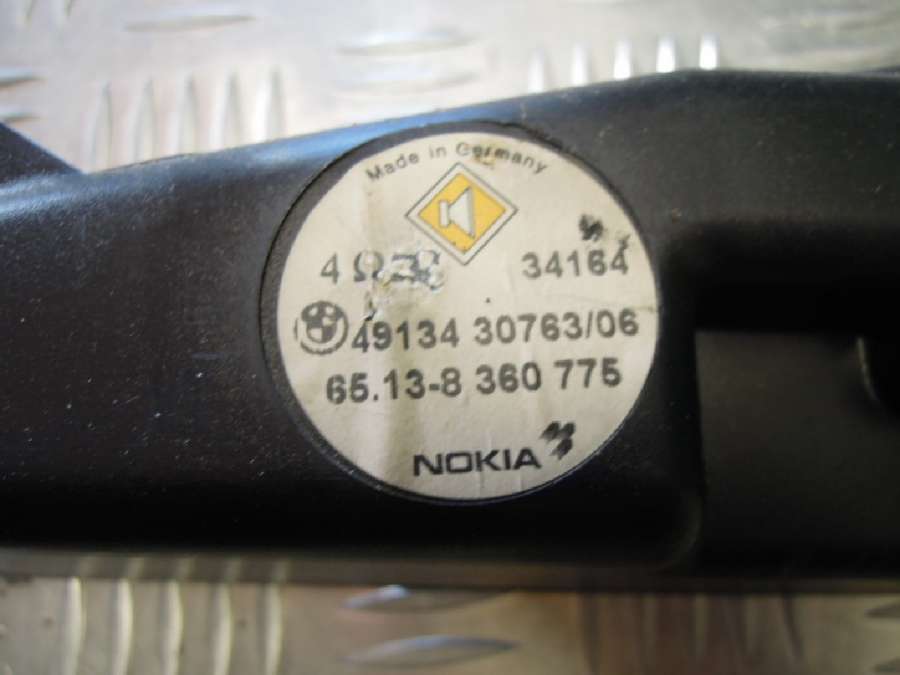 Made in Germany
4 Ω 34164
49134 30763/06
65.13-8 360 775
NOKIA